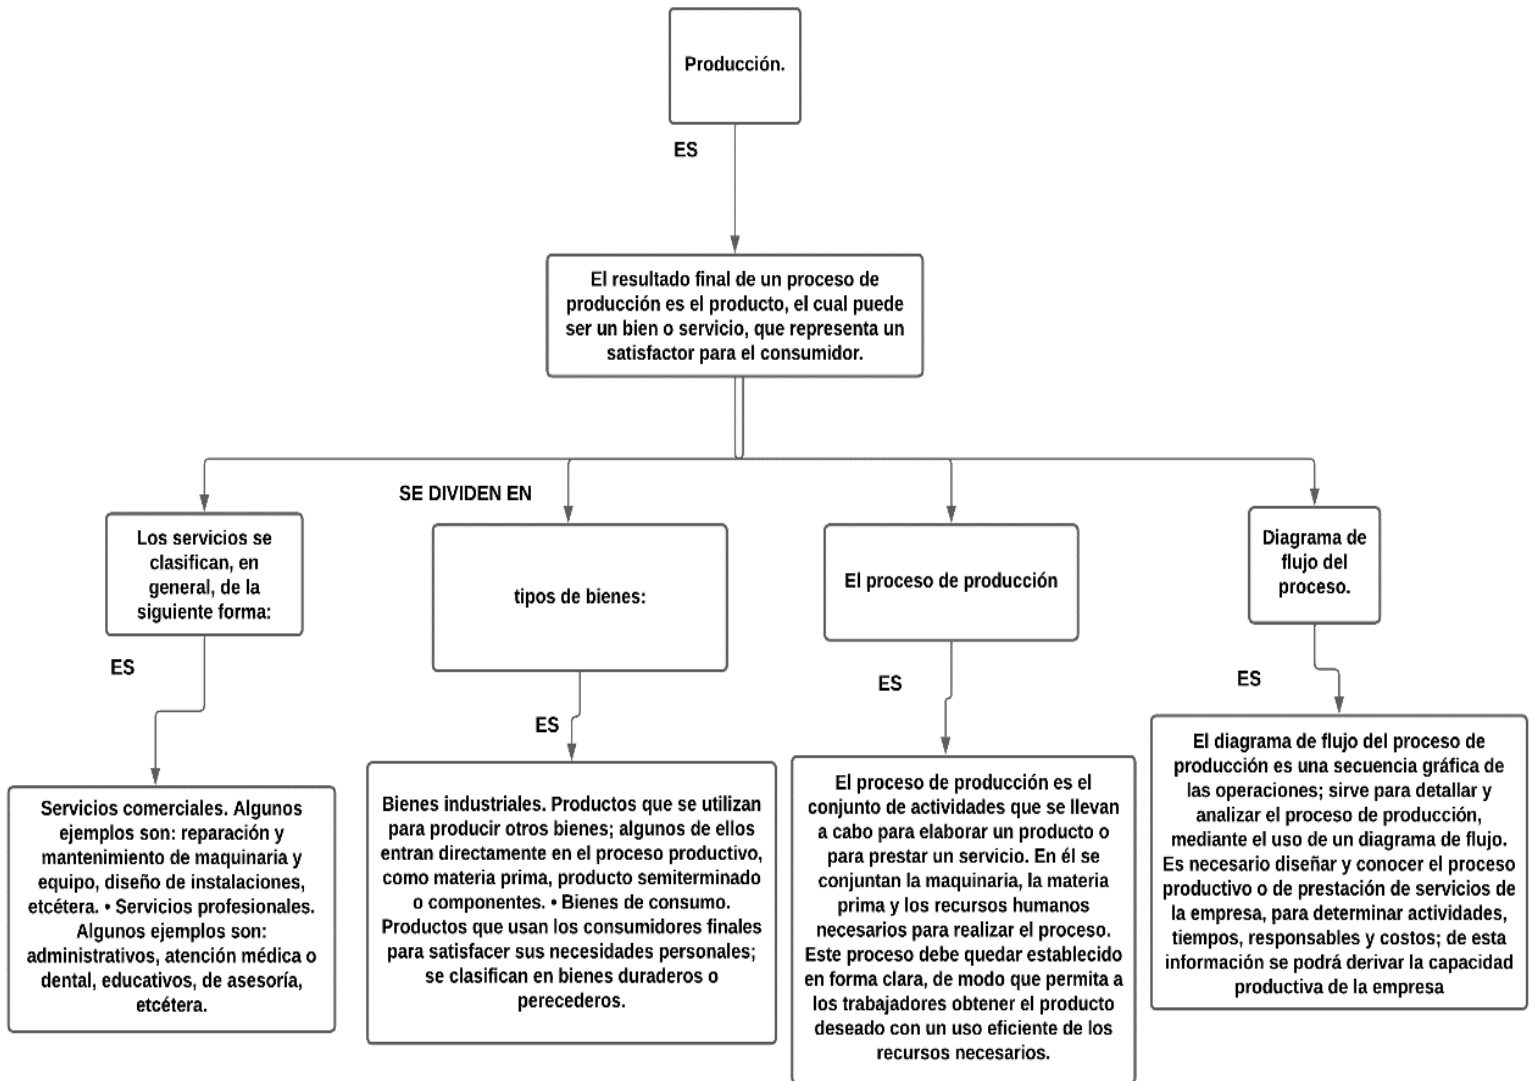 Producción.
ES
El resultado final de un proceso de
producción es el producto, el cual puede
ser un bien o servicio, que representa un
satisfactor para el consumidor.
SE DIVIDEN EN
Los servicios se
clasifican, en
general, de la
siguiente forma:
tipos de bienes:
El proceso de producción
Diagrama de
flujo del
proceso.
ES
ES
ES
ES
Servicios comerciales. Algunos
ejemplos son: reparación y
mantenimiento de maquinaria y
equipo, diseño de instalaciones,
etcétera. • Servicios profesionales.
Algunos ejemplos son:
administrativos, atención médica o
dental, educativos, de asesoría,
etcétera.
Bienes industriales. Productos que se utilizan
para producir otros bienes; algunos de ellos
entran directamente en el proceso productivo,
como materia prima, producto semiterminado
o componentes. • Bienes de consumo.
Productos que usan los consumidores finales
para satisfacer sus necesidades personales;
se clasifican en bienes duraderos o
perecederos.
El proceso de producción es el
conjunto de actividades que se llevan
a cabo para elaborar un producto o
para prestar un servicio. En él se
conjuntan la maquinaria, la materia
prima y los recursos humanos
necesarios para realizar el proceso.
Este proceso debe quedar establecido
en forma clara, de modo que permita a
los trabajadores obtener el producto
deseado con un uso eficiente de los
recursos necesarios.
El diagrama de flujo del proceso de
producción es una secuencia gráfica de
las operaciones; sirve para detallar y
analizar el proceso de producción,
mediante el uso de un diagrama de flujo.
Es necesario diseñar y conocer el proceso
productivo o de prestación de servicios de
la empresa, para determinar actividades,
tiempos, responsables y costos; de esta
información se podrá derivar la capacidad
productiva de la empresa